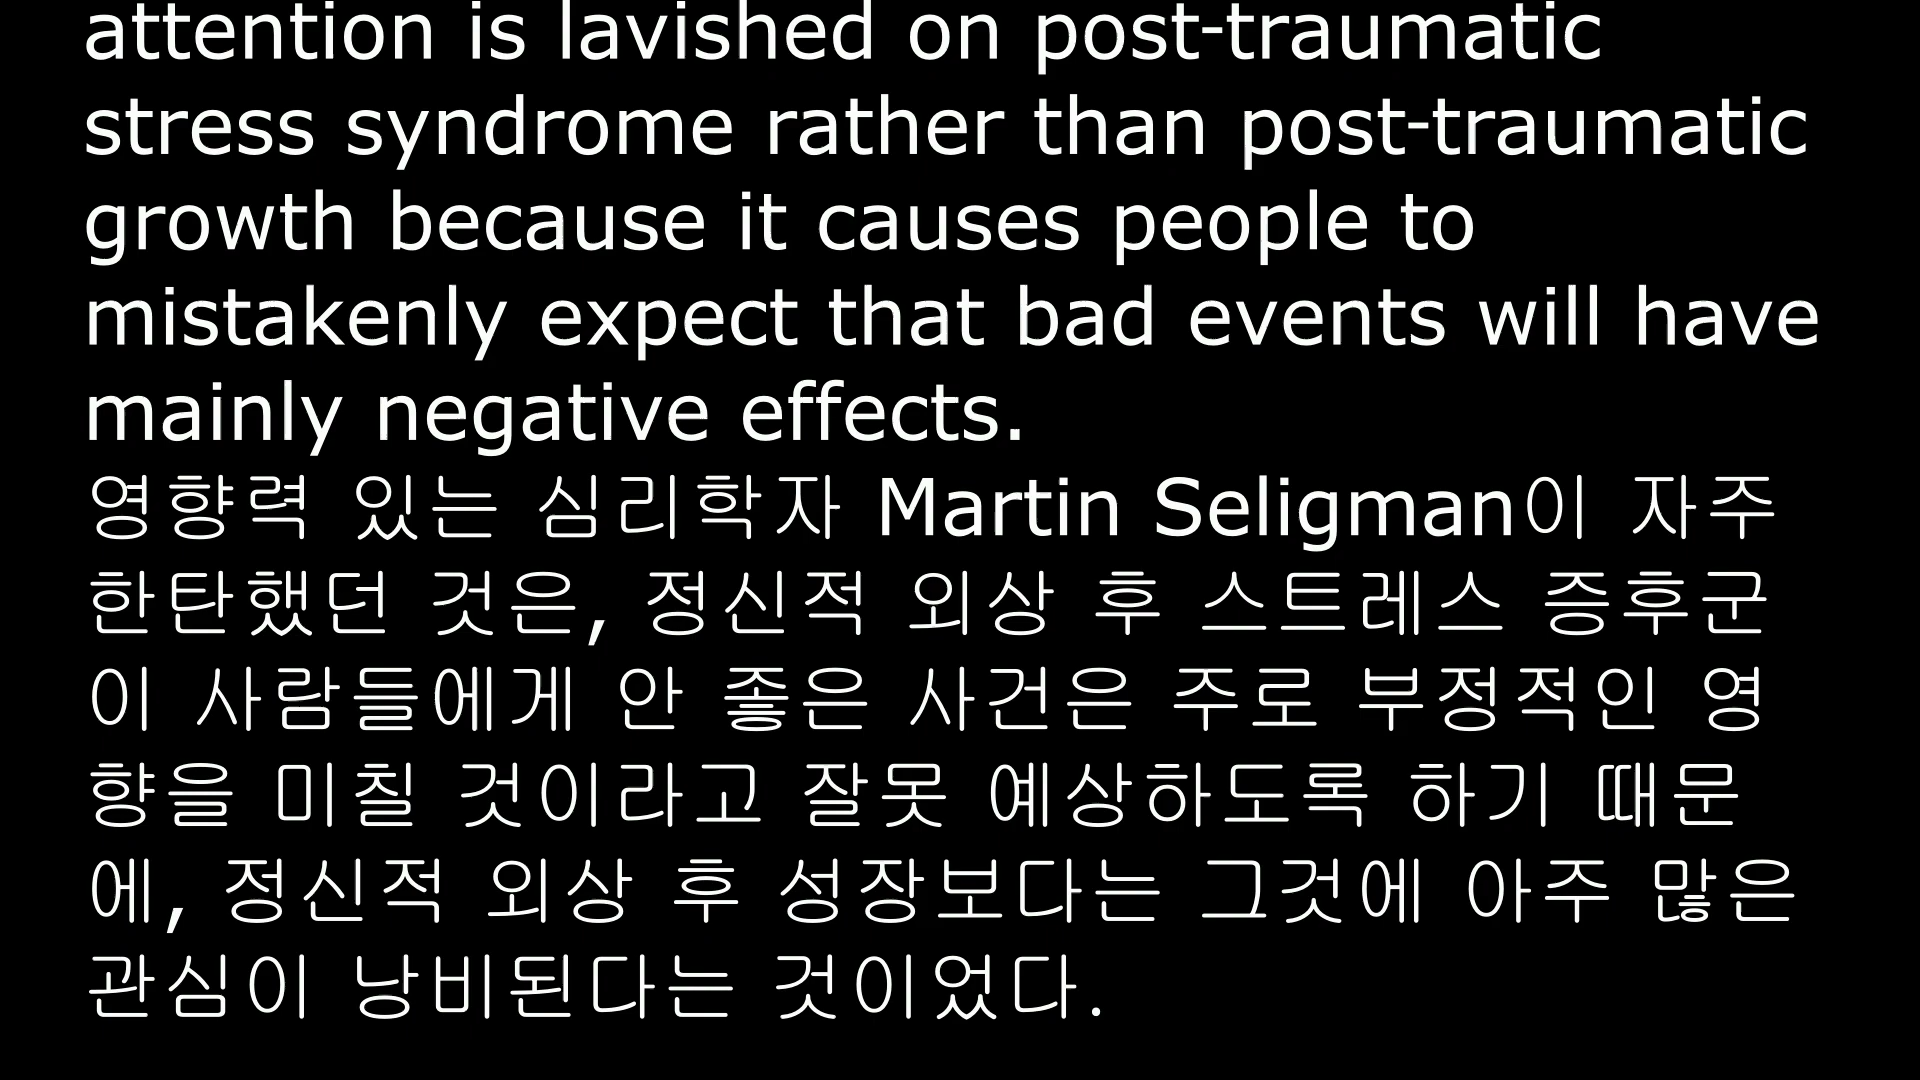 attention is lavished on post-traumatic
stress syndrome rather than post-traumatic
growth because it causes people to
mistakenly expect that bad events will have
mainly negative effects.
영향력 있는 심리학자 Martin Seligman이 자주
한탄했던 것은, 정신적 외상 후 스트레스 증후군
이 사람들에게 안 좋은 사건은 주로 부정적인 영
향을 미칠 것이라고 잘못 예상하도록 하기 때문
에, 정신적 외상 후 성장보다는 그것에 아주 많은
관심이 낭비된다는 것이었다.